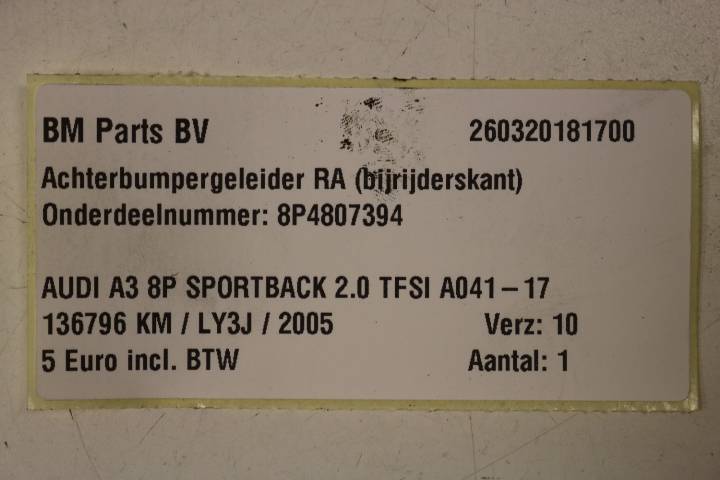 BM Parts BV 260320181700
Achterbumpergeleider RA (bijrijderskant)
Onderdeelnummer: 8P4807394
AUDI A3 8P SPORTBACK 2.0 TFSI A041-17
136796 KM / LY3J / 2005 Verz: 10
5 Euro incl. BTW Aantal: 1